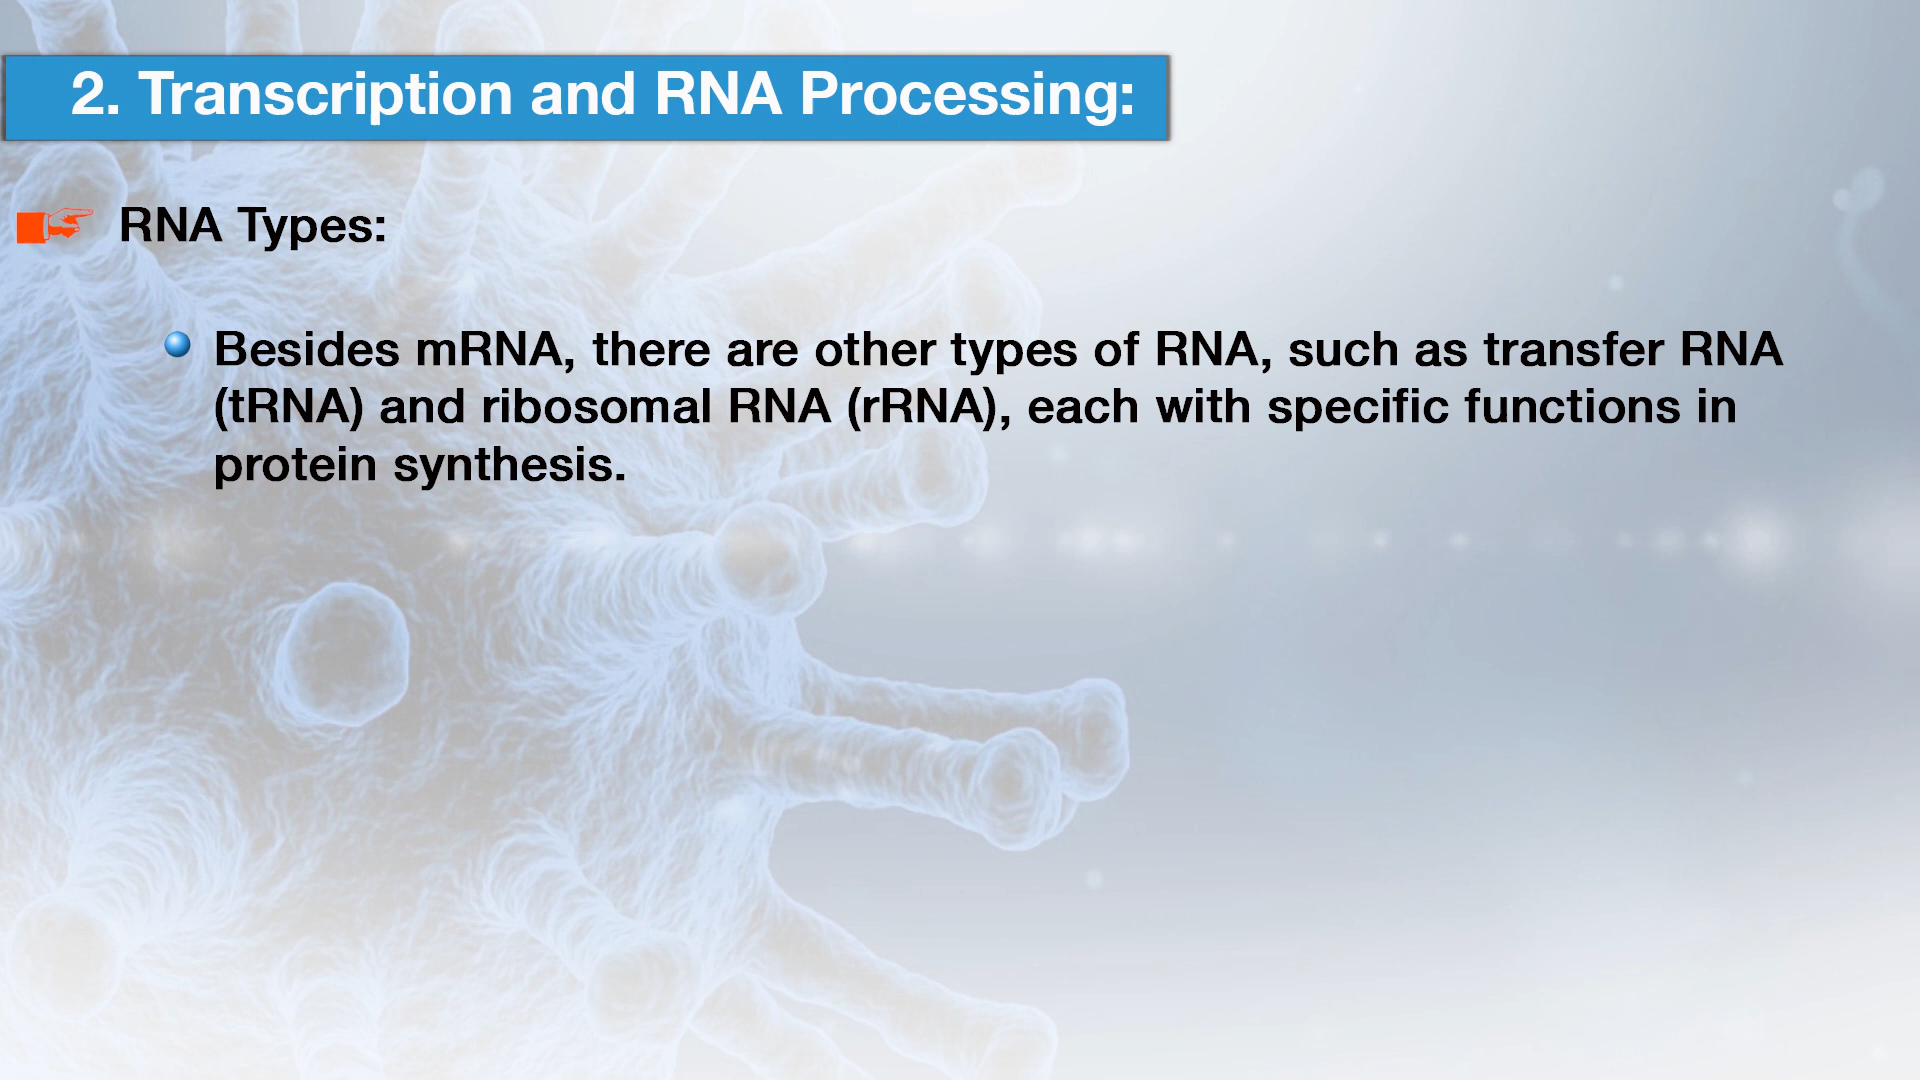 2. Transcription and RNA Processing:
RNA Types:
Besides mRNA, there are other types of RNA, such as transfer RNA
(tRNA) and ribosomal RNA (rRNA), each with specific functions in
protein synthesis.